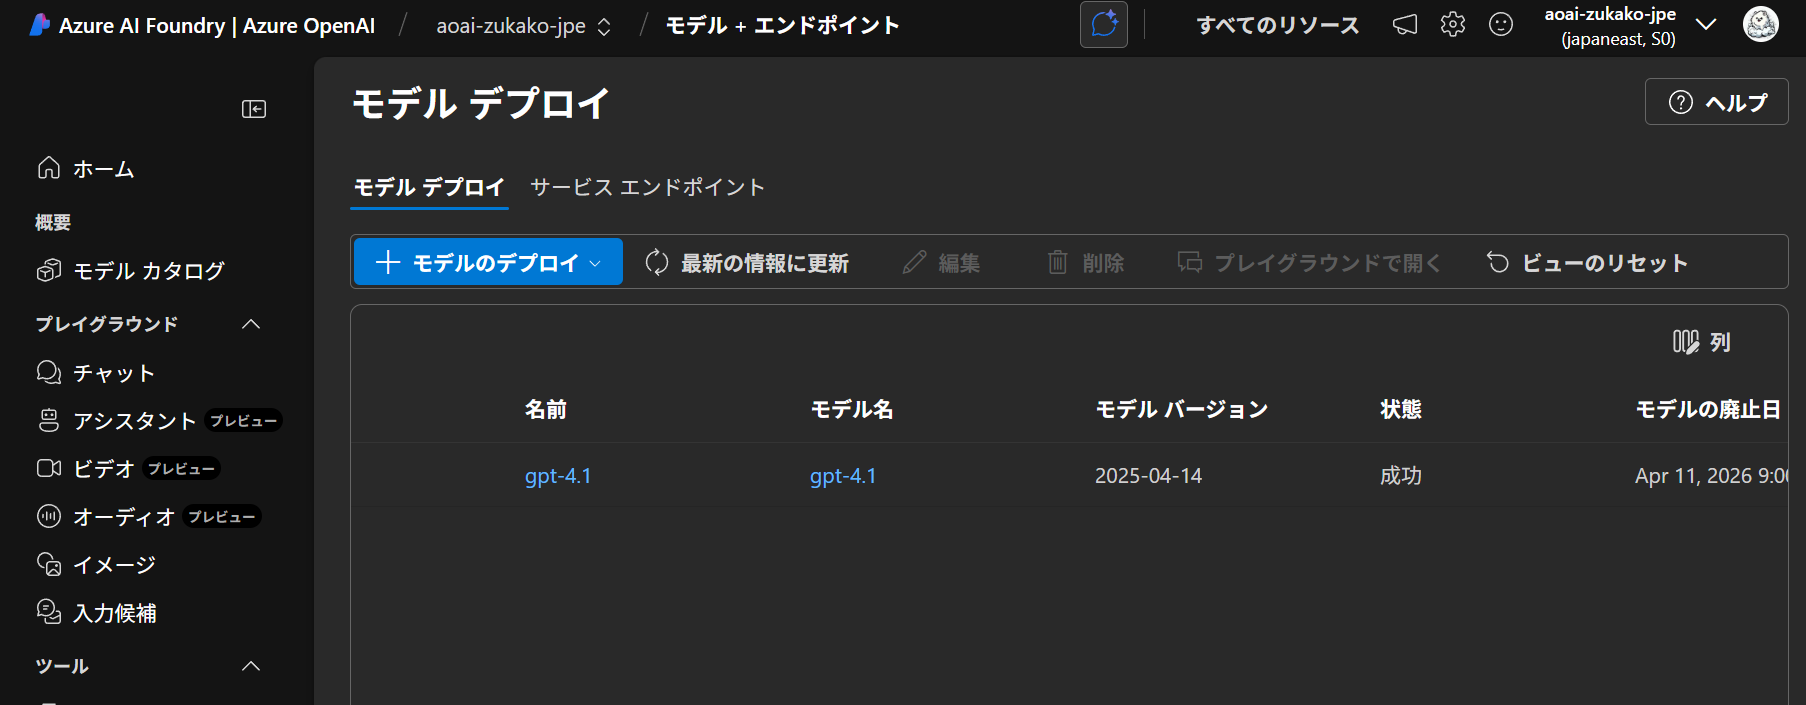 Azure AI Foundry | Azure OpenAI / aoai-zukako-jpe / モデル + エンドポイント
すべてのリソース
aoai-zukako-jpe
(japaneast, S0)
ホーム
概要
モデル カタログ
プレイグラウンド
チャット
アシスタント プレビュー
ビデオ プレビュー
オーディオ プレビュー
イメージ
入力候補
ツール
モデル デプロイ
ヘルプ
モデル デプロイ サービス エンドポイント
モデルのデプロイ 最新の情報に更新 編集 削除 プレイグラウンドで開く ビューのリセット
列
名前 モデル名 モデル バージョン 状態 モデルの廃止日
gpt-4.1 gpt-4.1 2025-04-14 成功 Apr 11, 2026